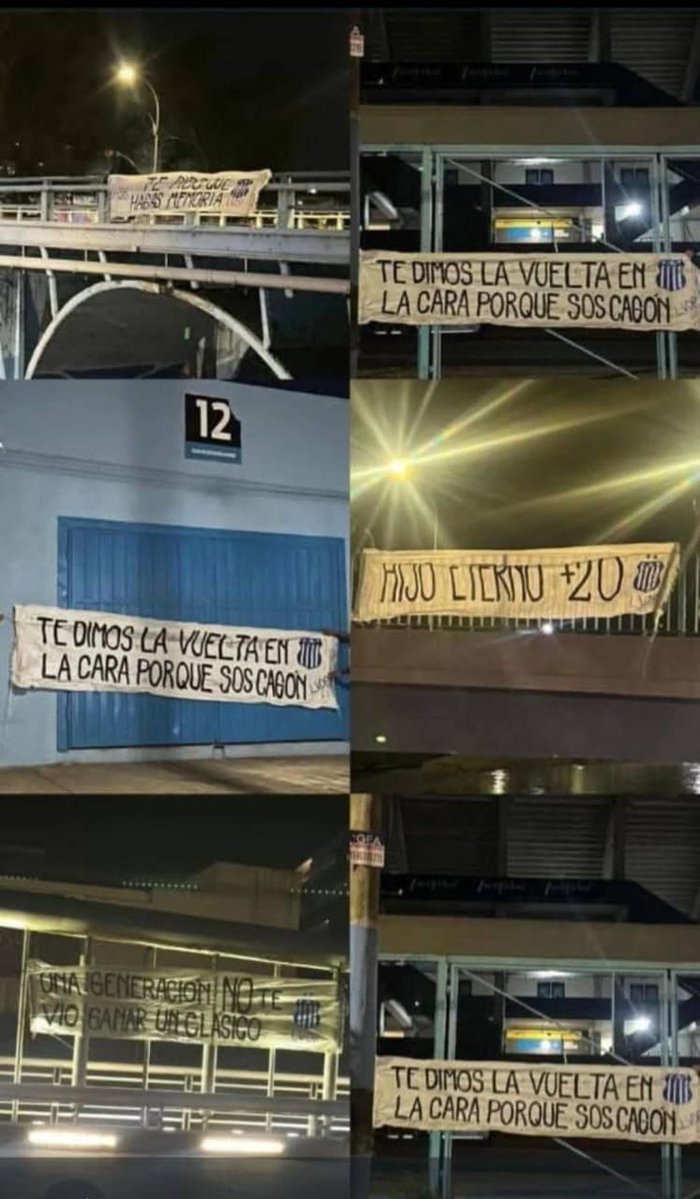 TE PIDO QUE
HAGAS MEMORIA
TE DIMOS LA VUELTA EN
LA CARA PORQUE SOS CAGÓN
12
TE DIMOS LA VUELTA EN
LA CARA PORQUE SOS CAGÓN
HIJO ETERNO +20
UNA GENERACIÓN NO TE
VIO GANAR UN CLÁSICO
TE DIMOS LA VUELTA EN
LA CARA PORQUE SOS CAGÓN